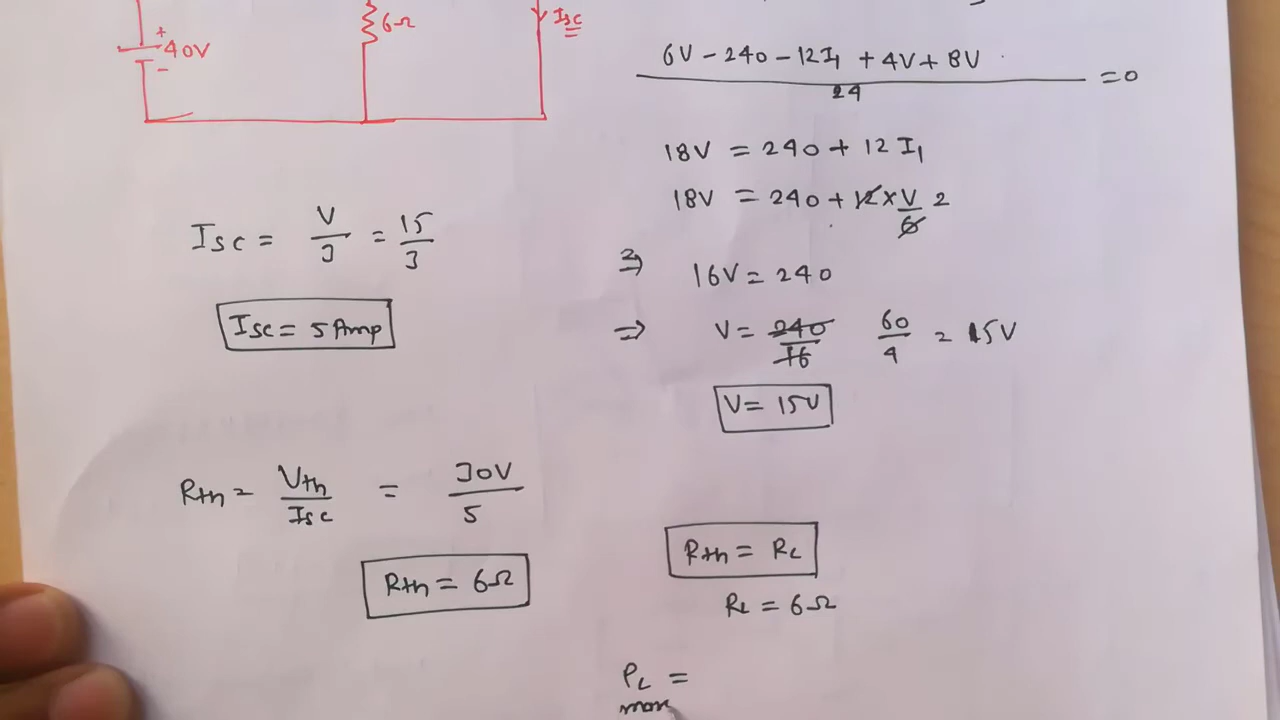 +
40V
-
6Ω
Isc
6V - 240 - 12I1 + 4V + 8V
24
= 0
18V = 240 + 12 I1
18V = 240 + 12 × V/6 2
⇒ 16V = 240
⇒ V = 240/16 60/4 = 15V
V = 15V
Isc = V/3 = 15/3
Isc = 5 Amp
Rth = Vth/Isc = 30V/5
Rth = 6Ω
Rth = RL
RL = 6Ω
PL =
max